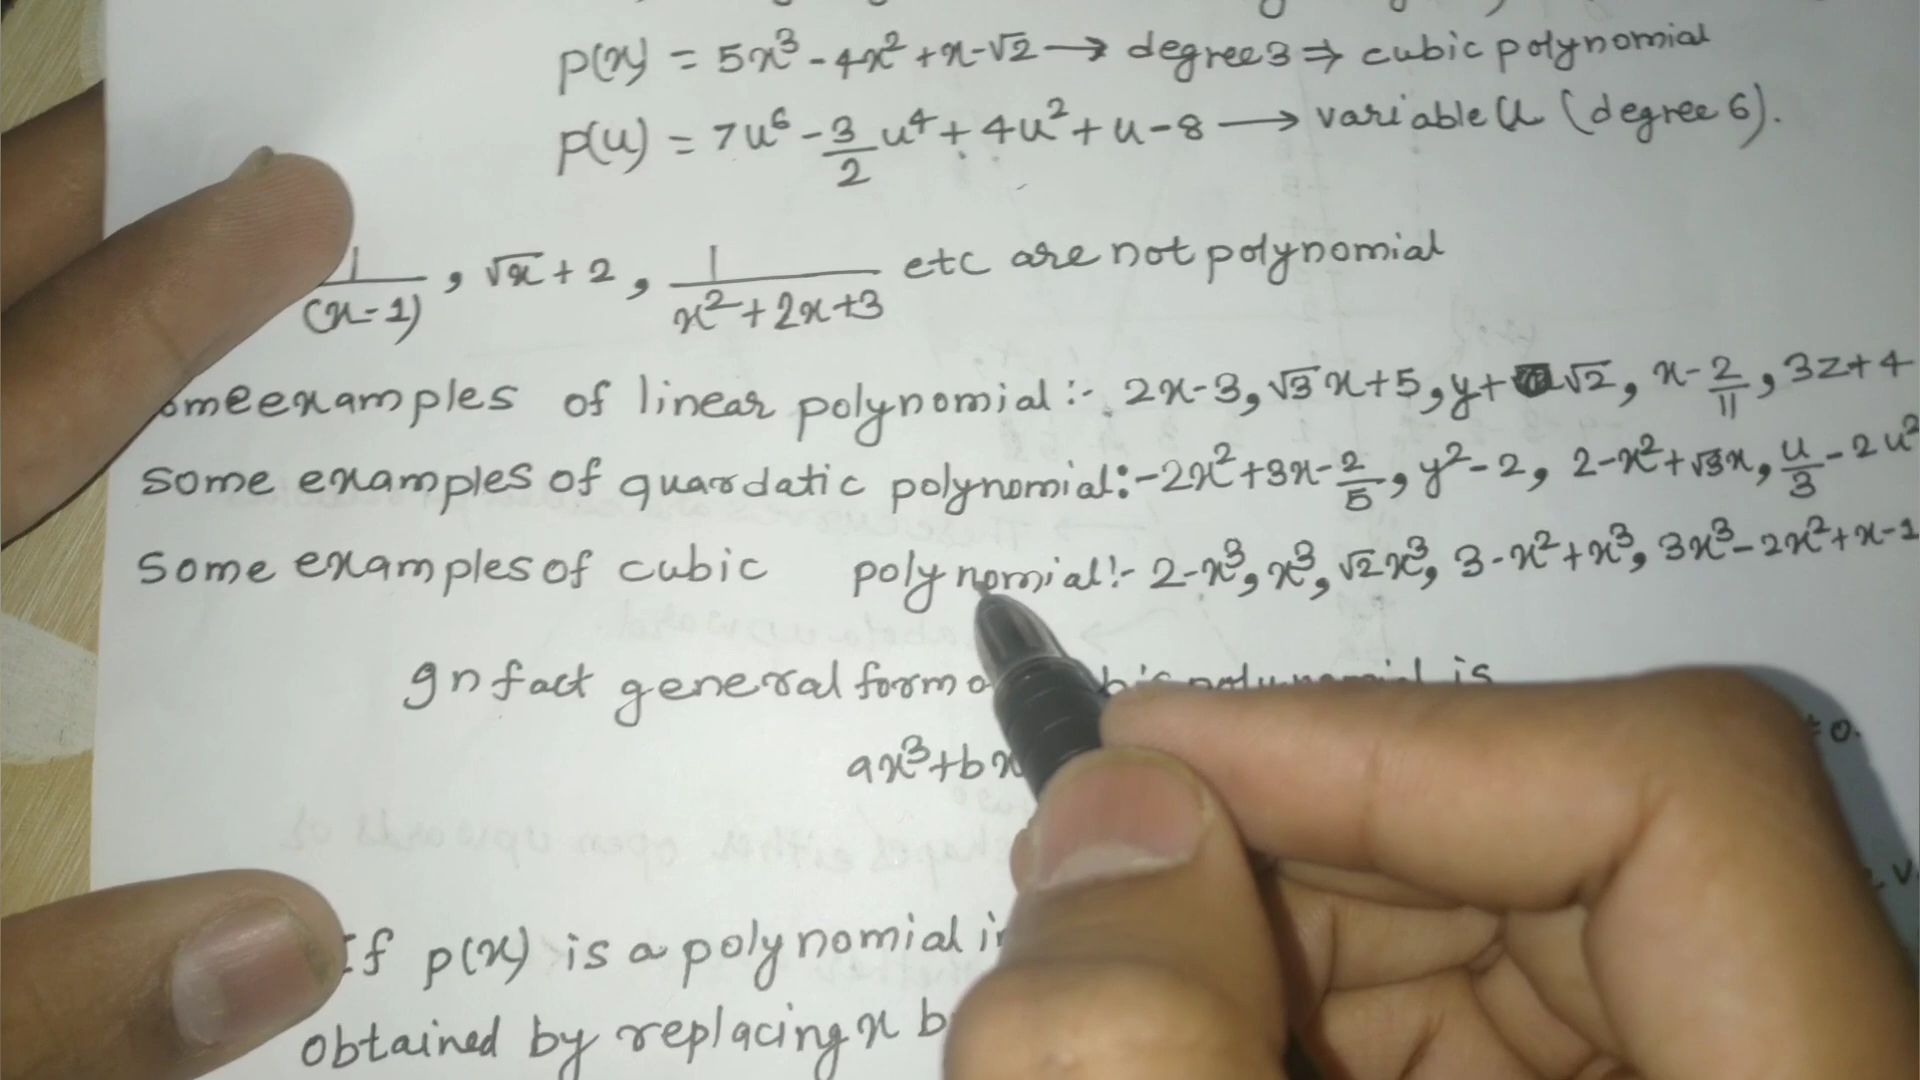 p(x) = 5x³ - 4x² + x - √2 → degree 3 ⇒ cubic polynomial
p(u) = 7u⁶ - 3/2 u⁴ + 4u² + u - 8 → variable u (degree 6).
1/(x-1), √x + 2, 1/(x²+2x+3) etc are not polynomial
examples of linear polynomial :- 2x-3, √3x+5, y+√2, x-2/11, 3z+4
some examples of quardatic polynomial:- 2x²+3x-2/5, y²-2, 2-x²+√3x, u/3-2u²
some examples of cubic polynomial:- 2-x³, x³, √2x³, 3-x²+x³, 3x³-2x²+x-1
In fact general form is
ax³+bx
If p(x) is a polynomial in
obtained by replacing x